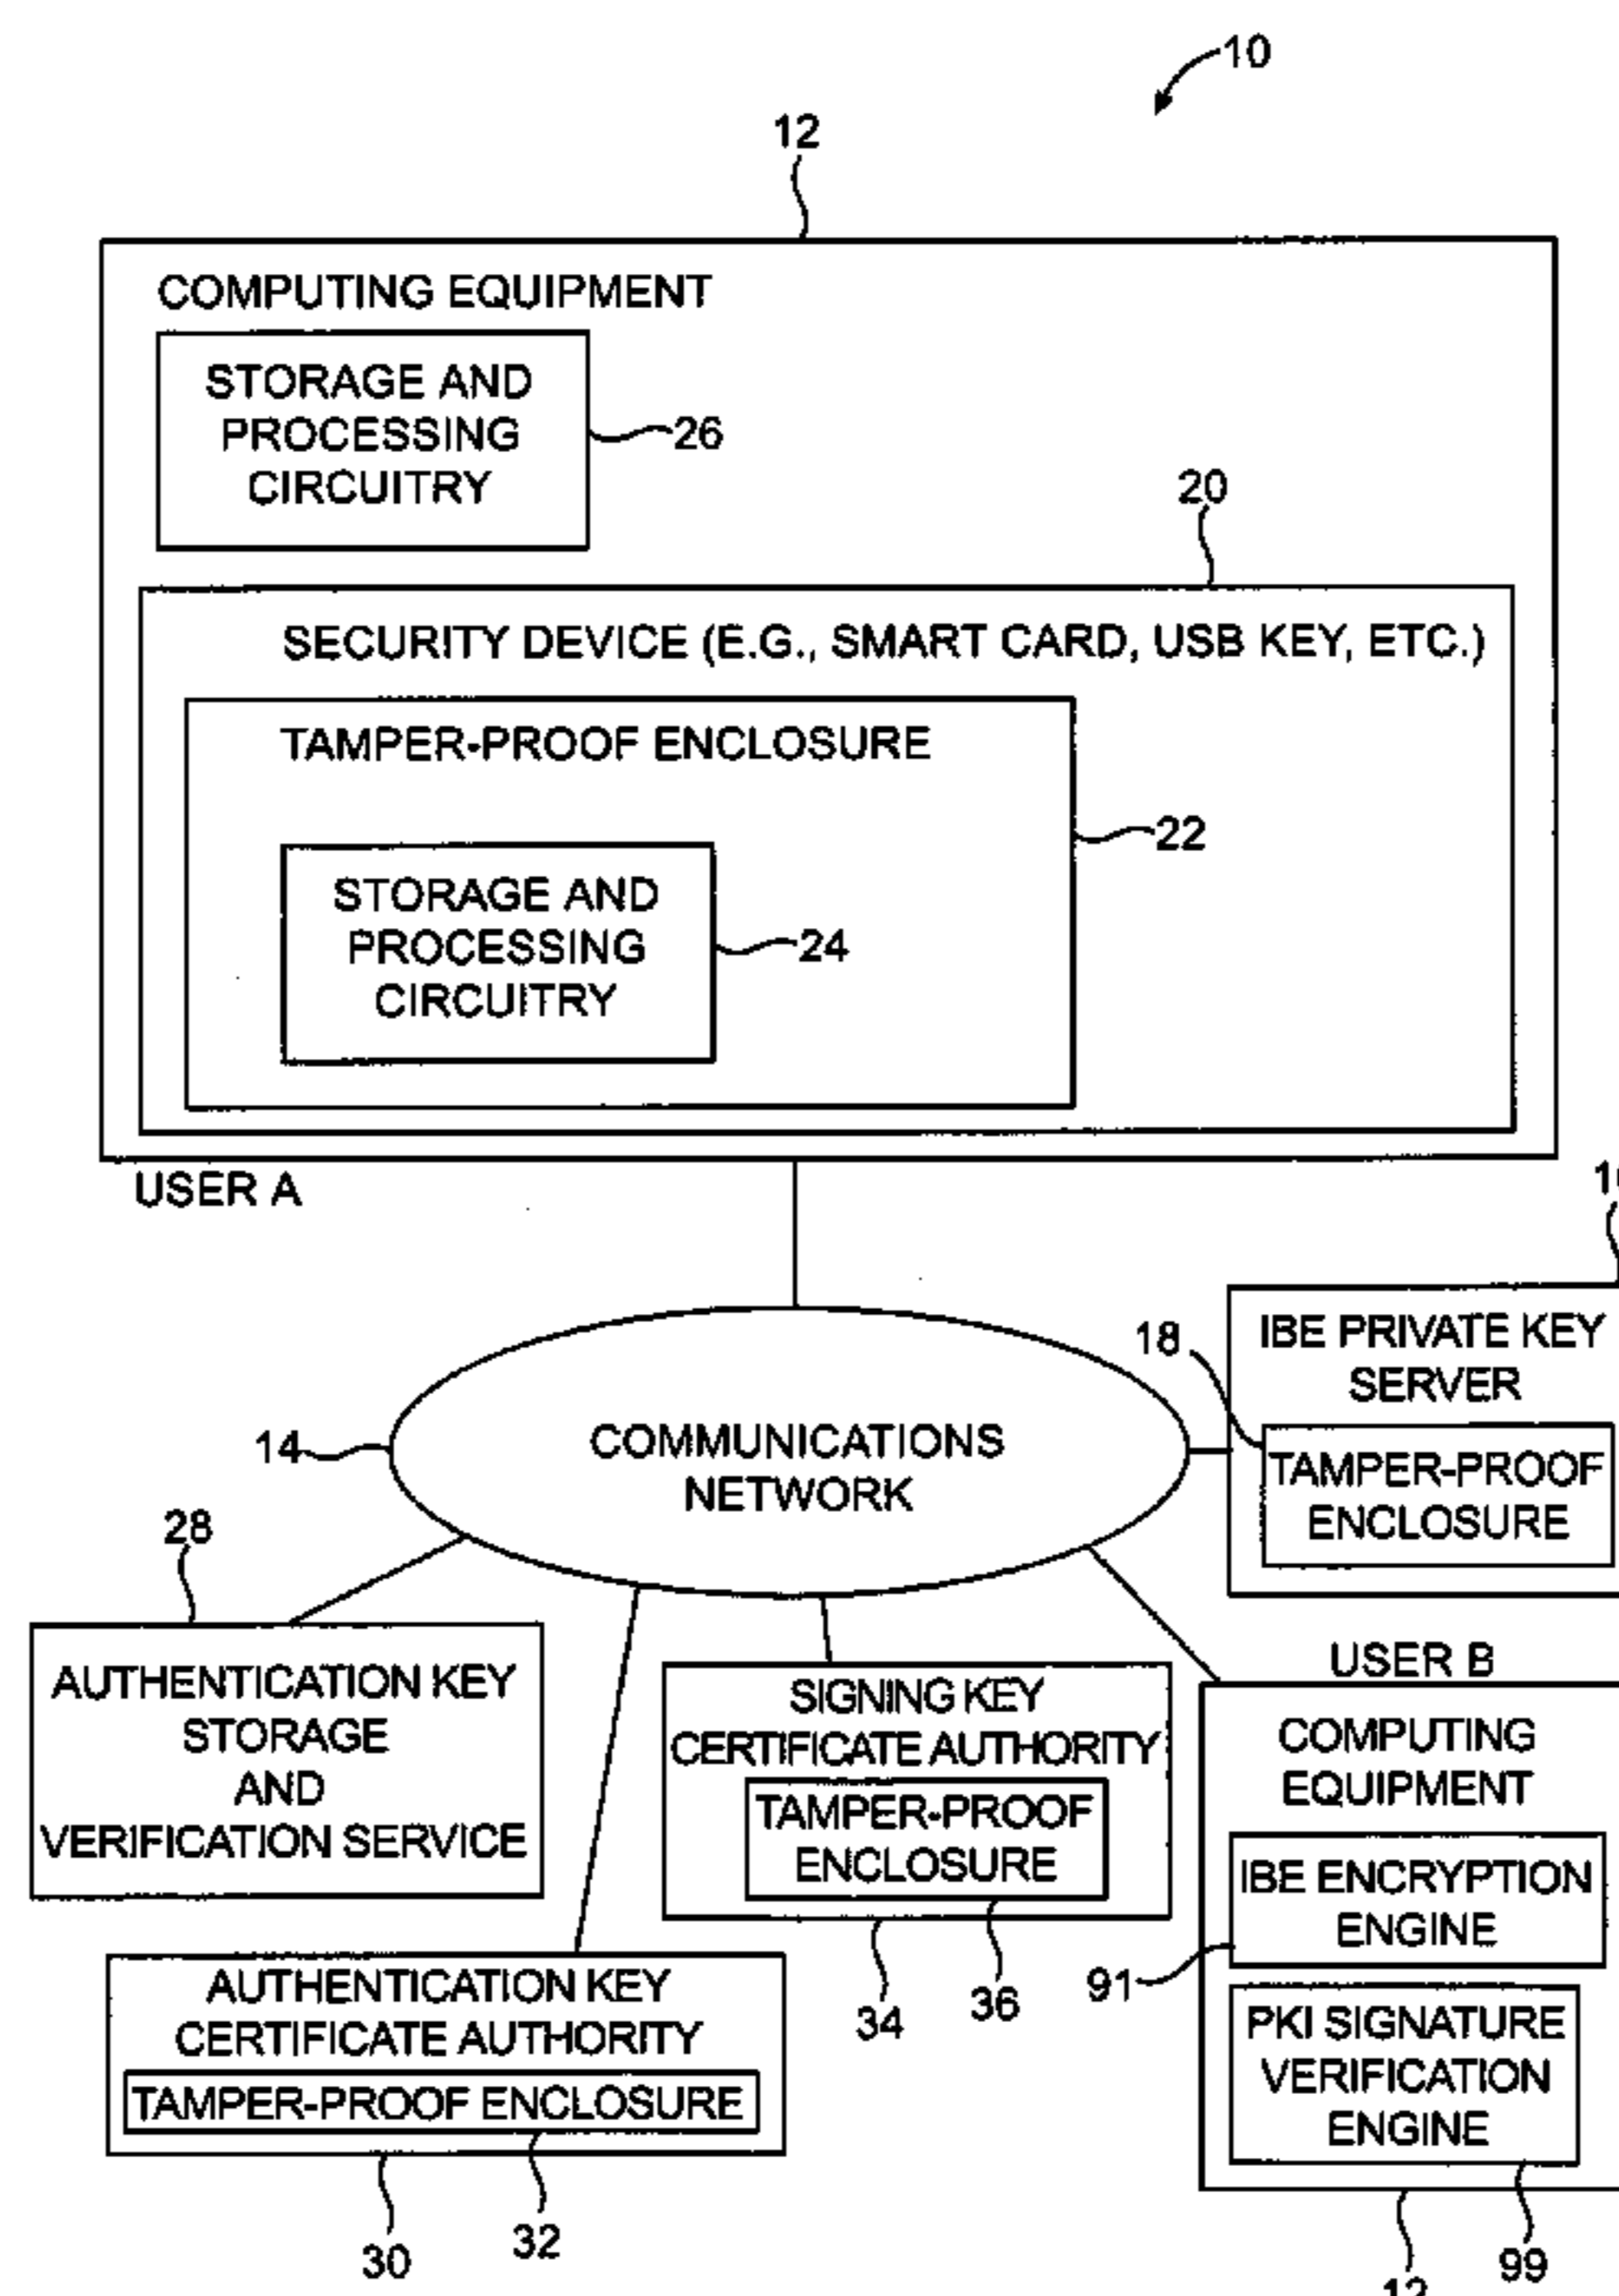 10
12
COMPUTING EQUIPMENT
STORAGE AND
PROCESSING
CIRCUITRY
26
20
SECURITY DEVICE (E.G., SMART CARD, USB KEY, ETC.)
TAMPER-PROOF ENCLOSURE
22
STORAGE AND
PROCESSING
CIRCUITRY
24
USER A
IBE PRIVATE KEY
SERVER
18
TAMPER-PROOF
ENCLOSURE
14
COMMUNICATIONS
NETWORK
28
AUTHENTICATION KEY
STORAGE
AND
VERIFICATION SERVICE
SIGNING KEY
CERTIFICATE AUTHORITY
TAMPER-PROOF
ENCLOSURE
34
36
USER B
COMPUTING
EQUIPMENT
IBE ENCRYPTION
ENGINE
91
PKI SIGNATURE
VERIFICATION
ENGINE
99
12
AUTHENTICATION KEY
CERTIFICATE AUTHORITY
TAMPER-PROOF ENCLOSURE
32
30